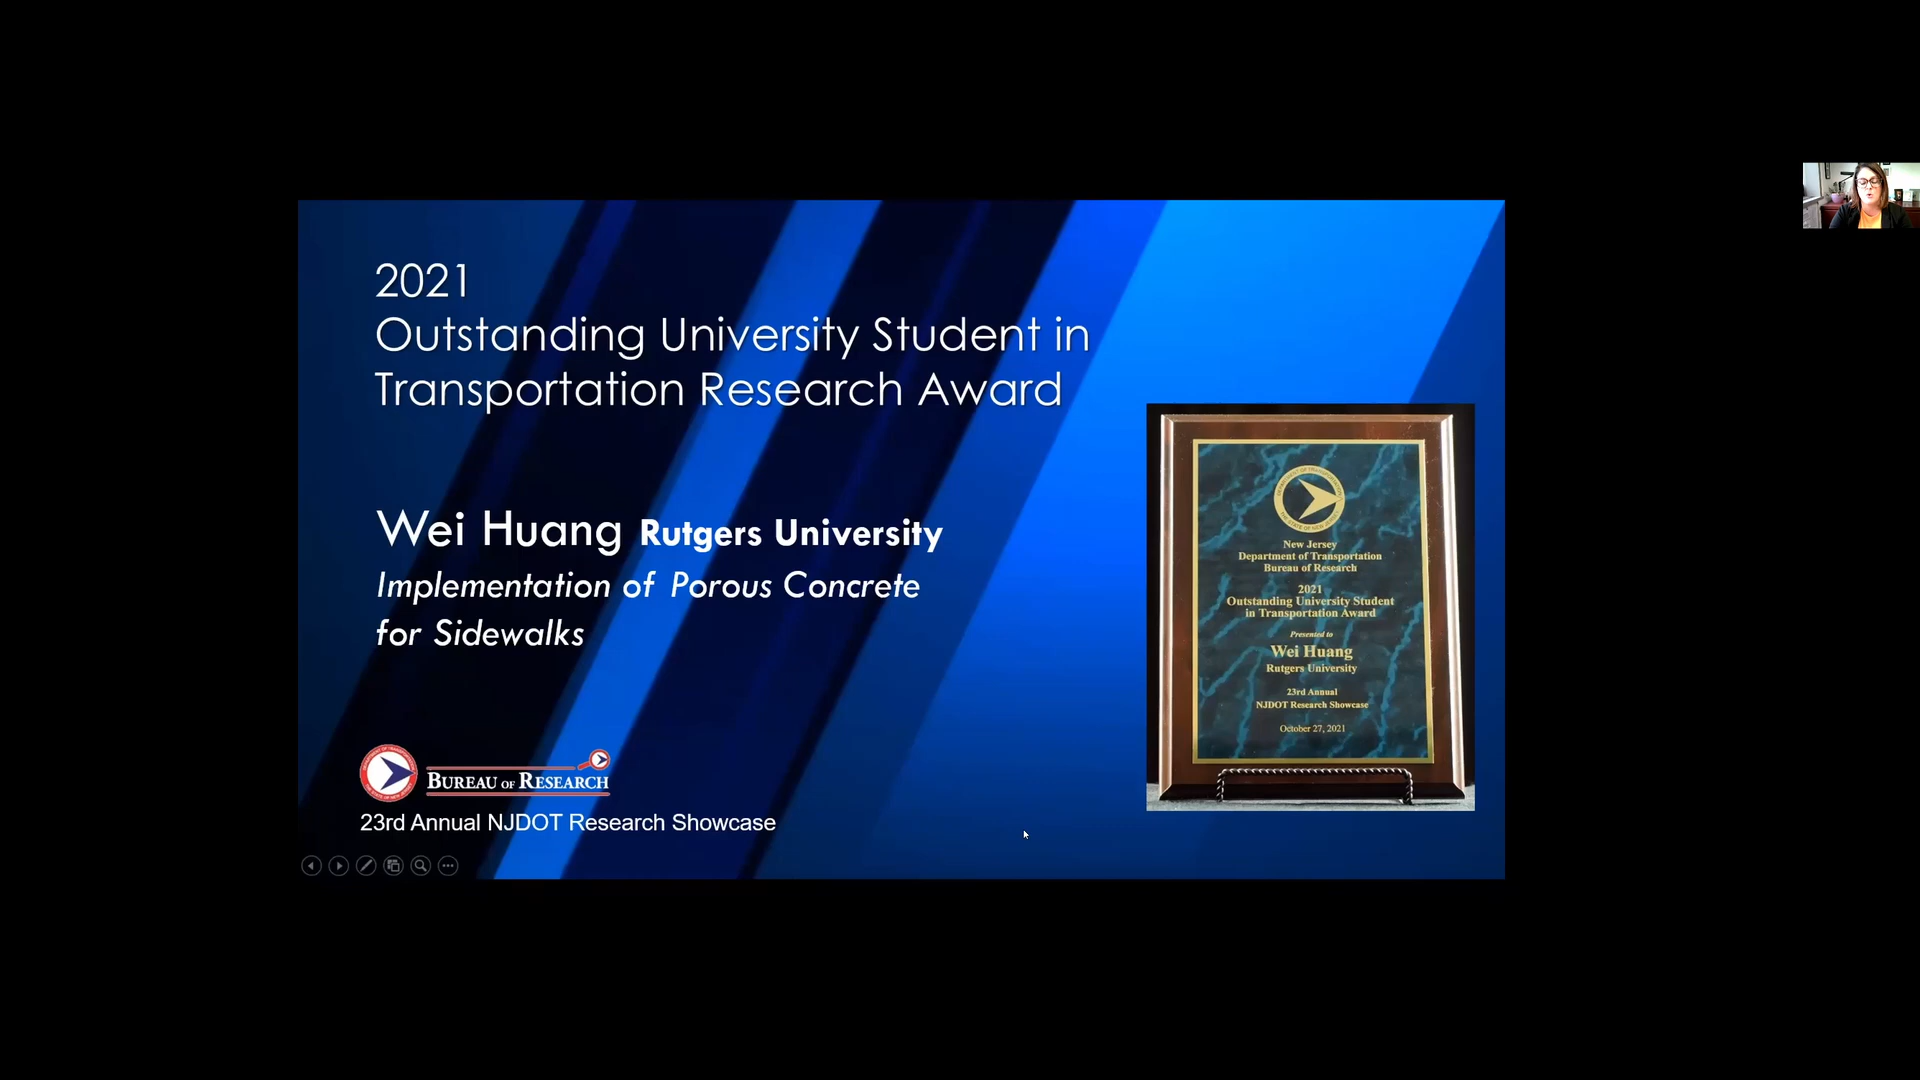 2021
Outstanding University Student in
Transportation Research Award
Wei Huang Rutgers University
Implementation of Porous Concrete
for Sidewalks
BUREAU OF RESEARCH
23rd Annual NJDOT Research Showcase
New Jersey
Department of Transportation
Bureau of Research
2021
Outstanding University Student
in Transportation Award
Presented to
Wei Huang
Rutgers University
23rd Annual
NJDOT Research Showcase
October 27, 2021